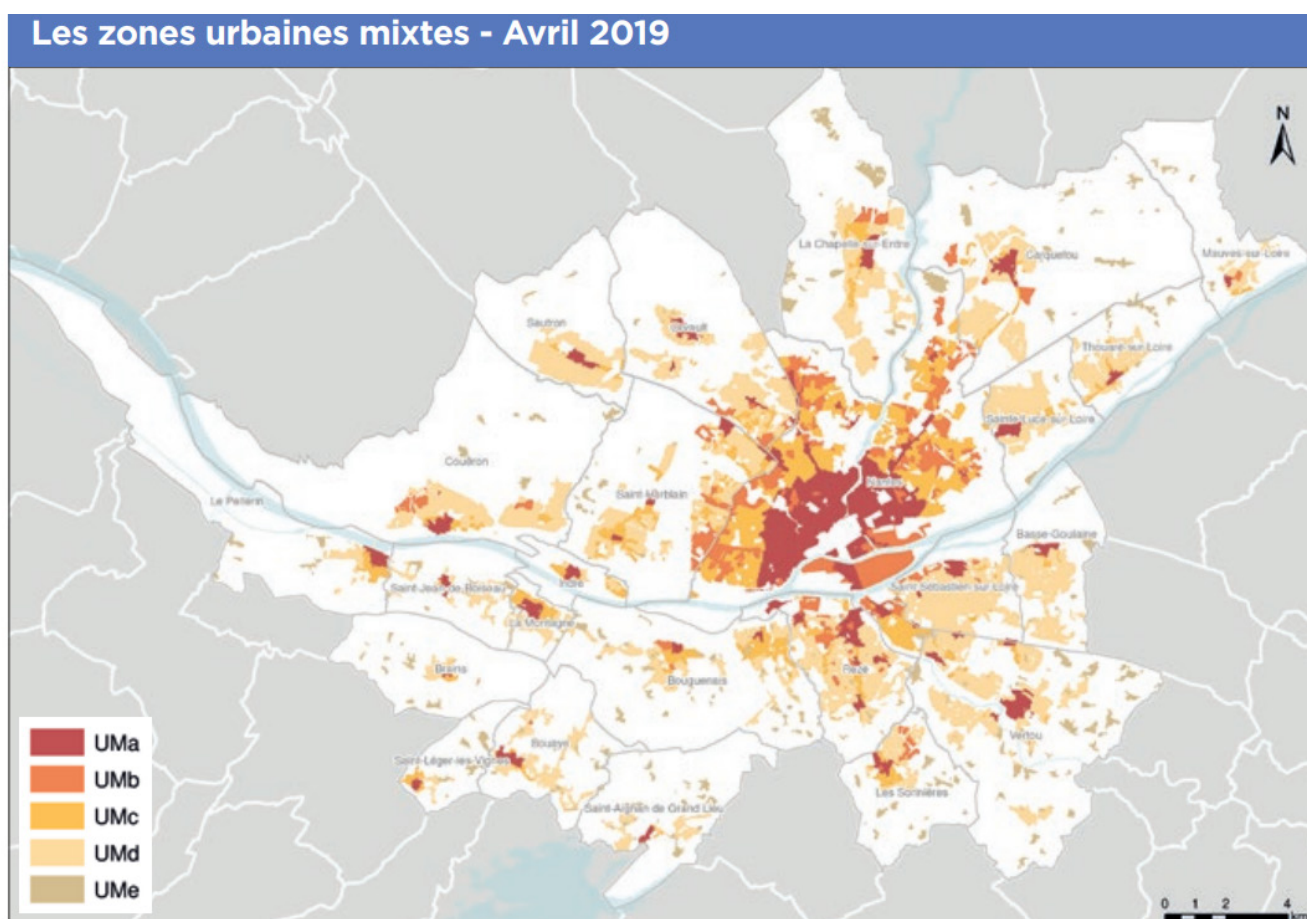 Les zones urbaines mixtes - Avril 2019
N
La Chapelle-sur-Erdre
Carquefou
Mauves-sur-Loire
Sautron
Orvault
Thouaré-sur-Loire
Sainte-Luce-sur-Loire
Couëron
Saint-Herblain
Nantes
Le Pellerin
Basse-Goulaine
Saint-Jean-de-Boiseau
Indre
Saint-Sébastien-sur-Loire
La Montagne
Brains
Bouguenais
Rezé
Vertou
Bouaye
Saint-Léger-les-Vignes
Les Sorinières
Saint-Aignan de Grand Lieu
UMa
UMb
UMc
UMd
UMe
0 1 2 4